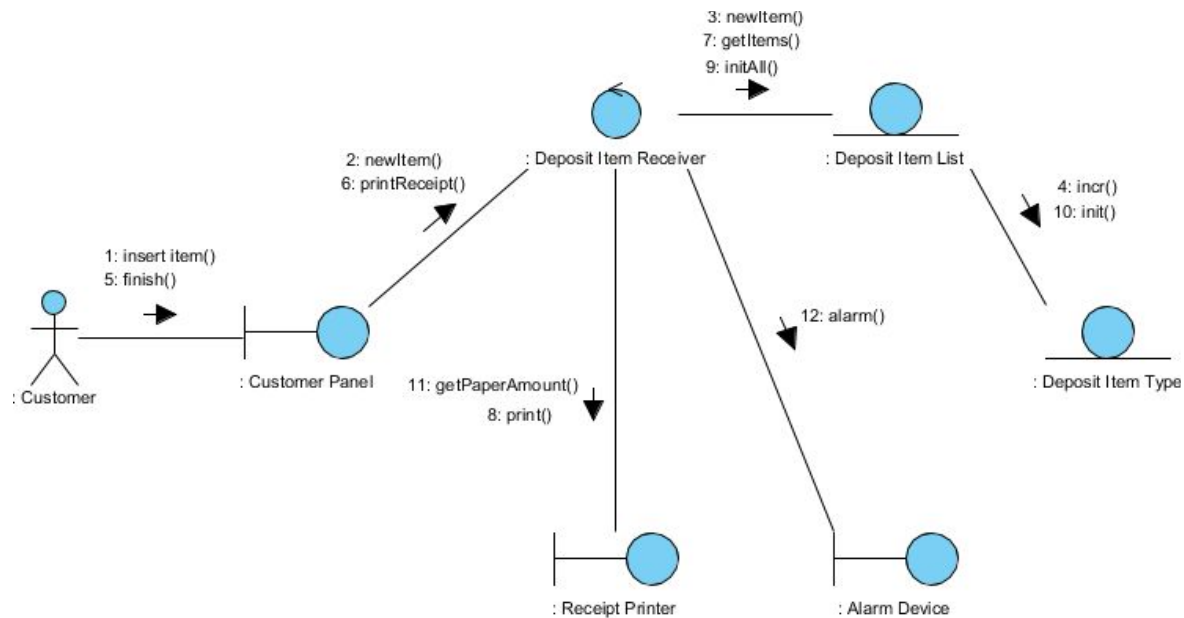 3: newItem()
7: getItems()
9: initAll()
: Deposit Item Receiver
: Deposit Item List
2: newItem()
6: printReceipt()
4: incr()
10: init()
1: insert item()
5: finish()
12: alarm()
: Customer
: Customer Panel
11: getPaperAmount()
8: print()
: Deposit Item Type
: Receipt Printer
: Alarm Device